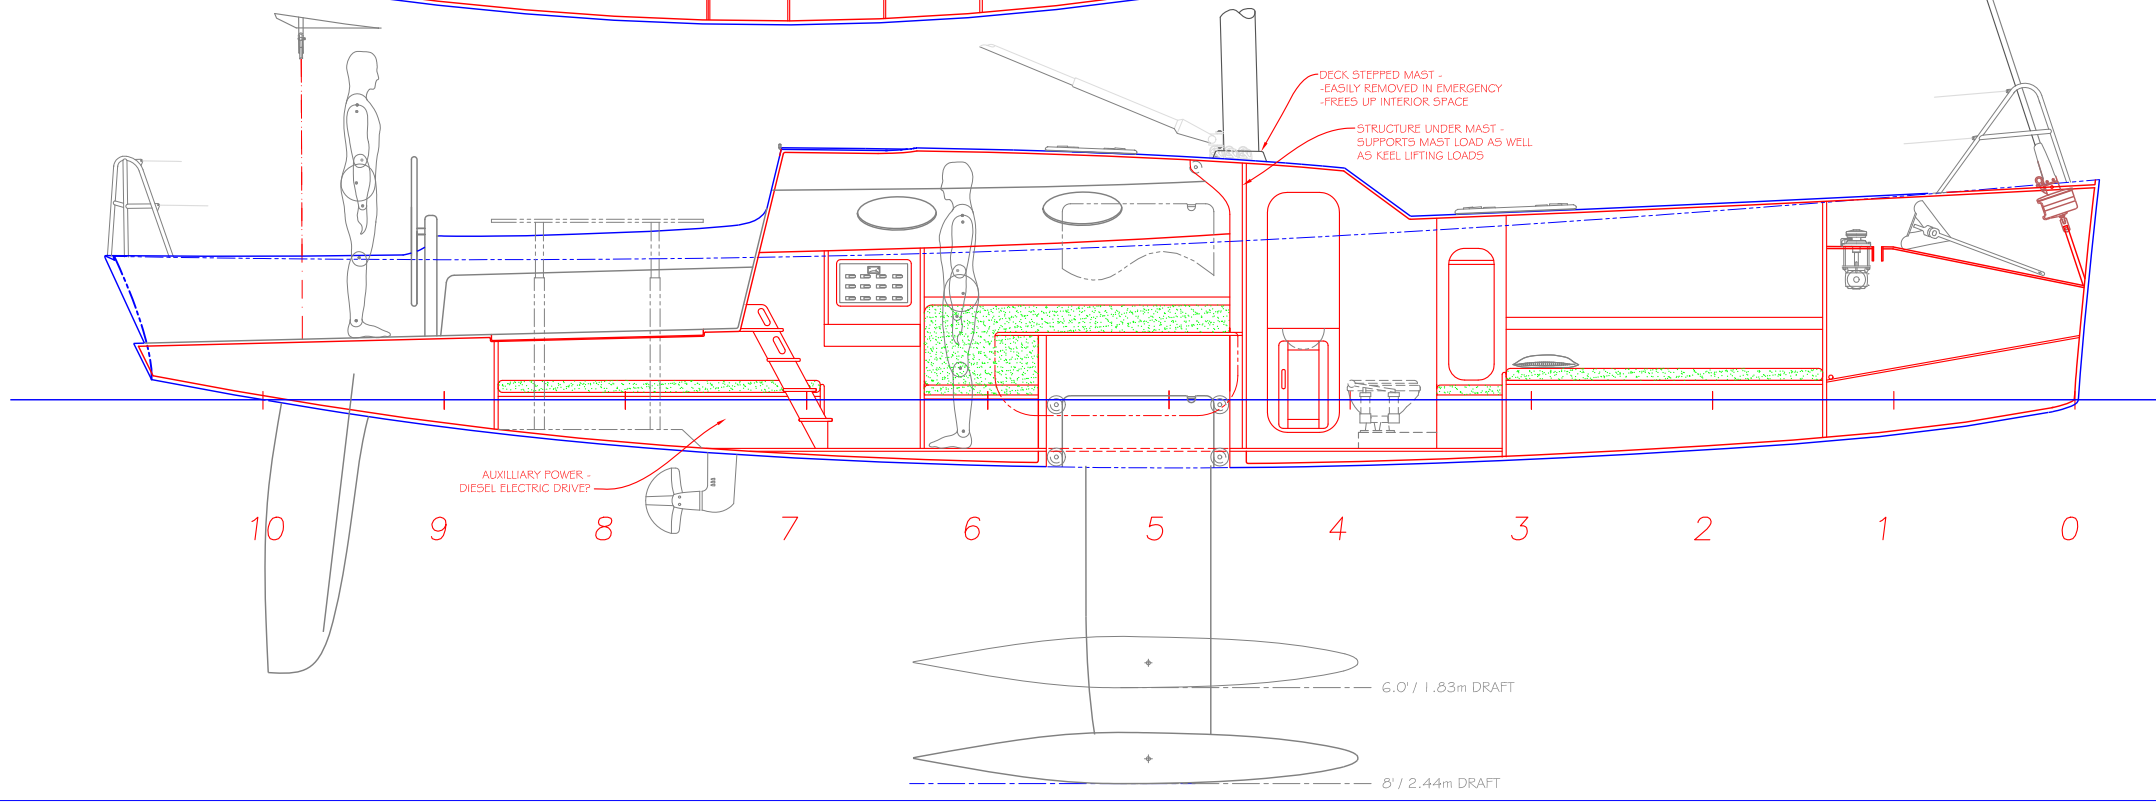 DECK STEPPED MAST -
-EASILY REMOVED IN EMERGENCY
-FREES UP INTERIOR SPACE
STRUCTURE UNDER MAST -
SUPPORTS MAST LOAD AS WELL
AS KEEL LIFTING LOADS
AUXILLIARY POWER -
DIESEL ELECTRIC DRIVE?
10 9 8 7 6 5 4 3 2 1 0
6.0' / 1.83m DRAFT
8' / 2.44m DRAFT